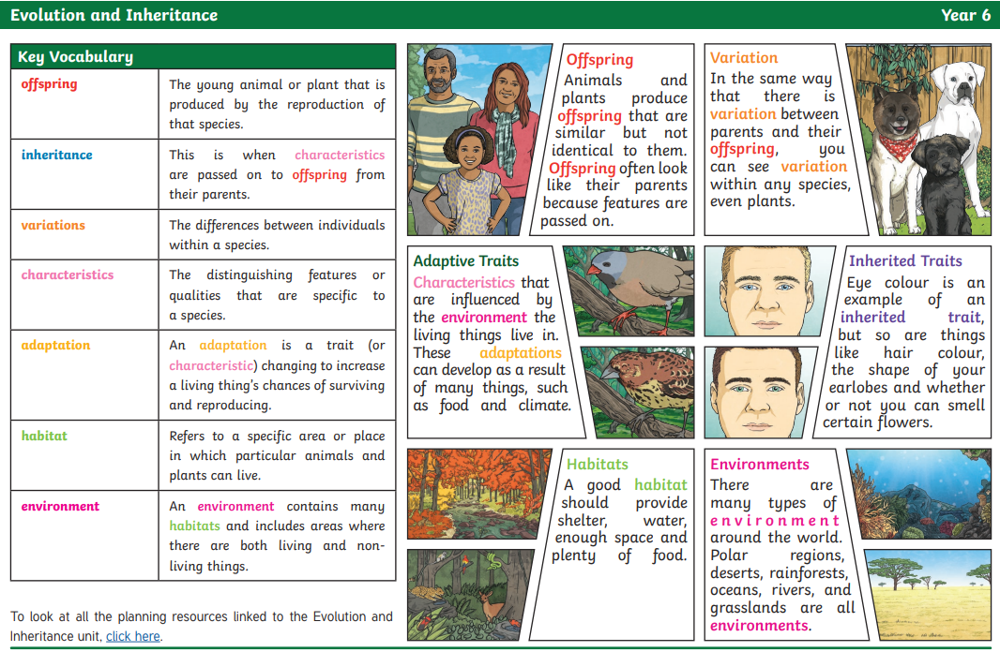 Evolution and Inheritance
Year 6
Key Vocabulary
offspring
The young animal or plant that is
produced by the reproduction of
that species.
inheritance
This is when characteristics
are passed on to offspring from
their parents.
variations
The differences between individuals
within a species.
characteristics
The distinguishing features or
qualities that are specific to
a species.
adaptation
An adaptation is a trait (or
characteristic) changing to increase
a living thing's chances of surviving
and reproducing.
habitat
Refers to a specific area or place
in which particular animals and
plants can live.
environment
An environment contains many
habitats and includes areas where
there are both living and non-
living things.
To look at all the planning resources linked to the Evolution and
Inheritance unit, click here.
Offspring
Animals and
plants produce
offspring that are
similar but not
identical to them.
Offspring often look
like their parents
because features are
passed on.
Variation
In the same way
that there is
variation between
parents and their
offspring, you
can see variation
within any species,
even plants.
Adaptive Traits
Characteristics that
are influenced by
the environment the
living things live in.
These adaptations
can develop as a result
of many things, such
as food and climate.
Inherited Traits
Eye colour is an
example of an
inherited trait,
but so are things
like hair colour,
the shape of your
earlobes and whether
or not you can smell
certain flowers.
Habitats
A good habitat
should provide
shelter, water,
enough space and
plenty of food.
Environments
There are
many types of
environment
around the world.
Polar regions,
deserts, rainforests,
oceans, rivers, and
grasslands are all
environments.